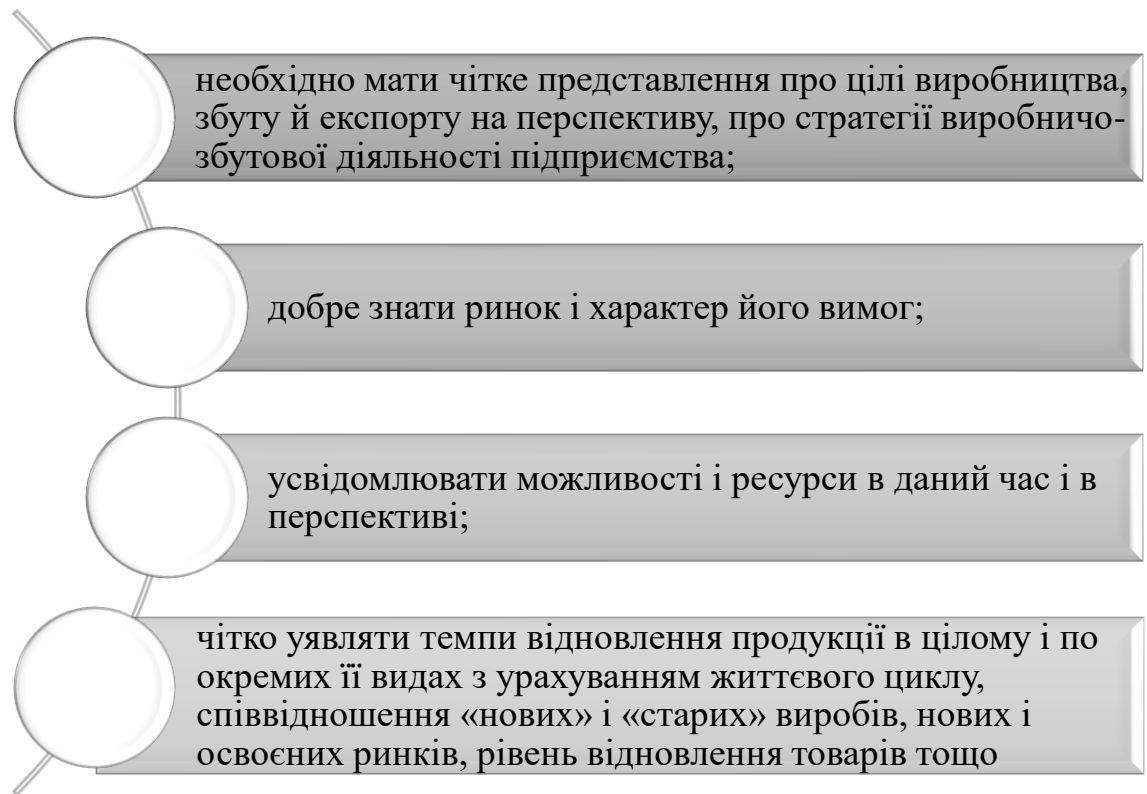 необхідно мати чітке представлення про цілі виробництва,
збуту й експорту на перспективу, про стратегії виробничо-
збутової діяльності підприємства;
добре знати ринок і характер його вимог;
усвідомлювати можливості і ресурси в даний час і в
перспективі;
чітко уявляти темпи відновлення продукції в цілому і по
окремих її видах з урахуванням життєвого циклу,
співвідношення «нових» і «старих» виробів, нових і
освоєних ринків, рівень відновлення товарів тощо